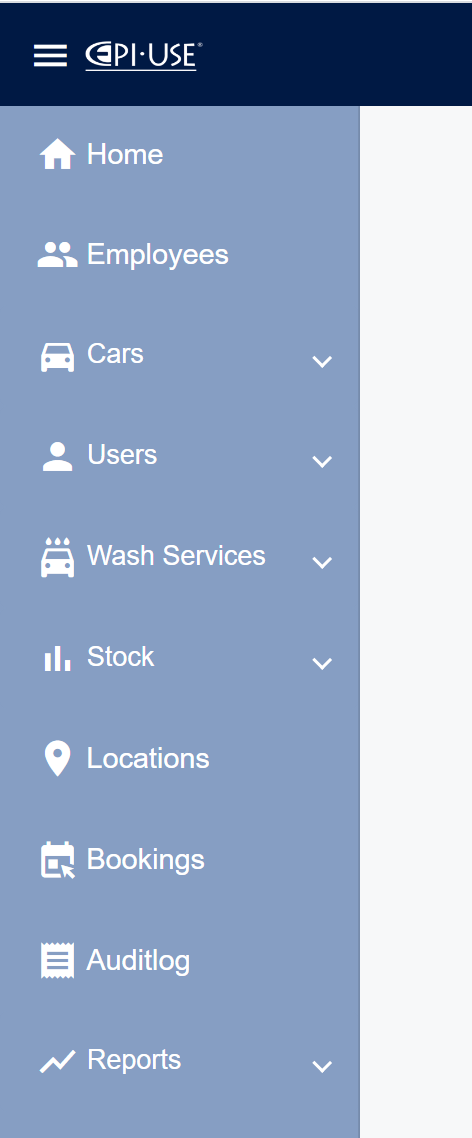 EPI·USE®
Home
Employees
Cars
Users
Wash Services
Stock
Locations
Bookings
Auditlog
Reports